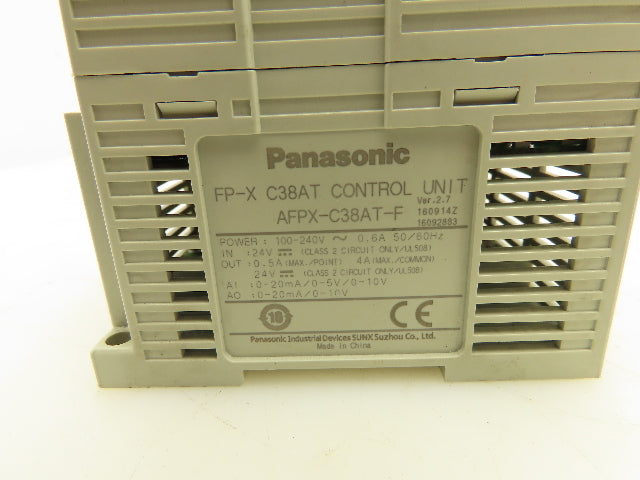 Panasonic
FP-X C38AT CONTROL UNIT
AFPX-C38AT-F
Ver.2.7
160914Z
16092883
POWER : 100-240V ～ 0.6A 50/60Hz
IN : 24V ⎓ (CLASS 2 CIRCUIT ONLY/UL508)
OUT : 0.5A (MAX./POINT) 4A (MAX./COMMON)
24V ⎓ (CLASS 2 CIRCUIT ONLY/UL508)
AI : 0-20mA/0-5V/0-10V
AO : 0-20mA/0-10V
10
CE
Panasonic Industrial Devices SUNX Suzhou Co., Ltd.
Made in China